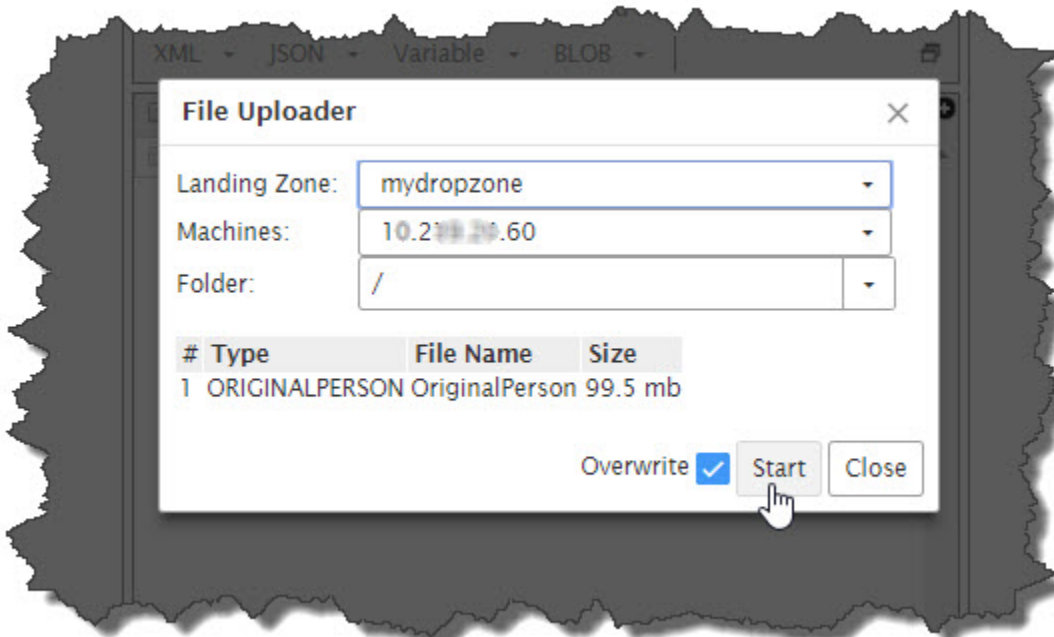 XML JSON Variable BLOB
File Uploader
Landing Zone: mydropzone
Machines:
Folder: /
# Type File Name Size
1 ORIGINALPERSON OriginalPerson 99.5 mb
Overwrite Start Close